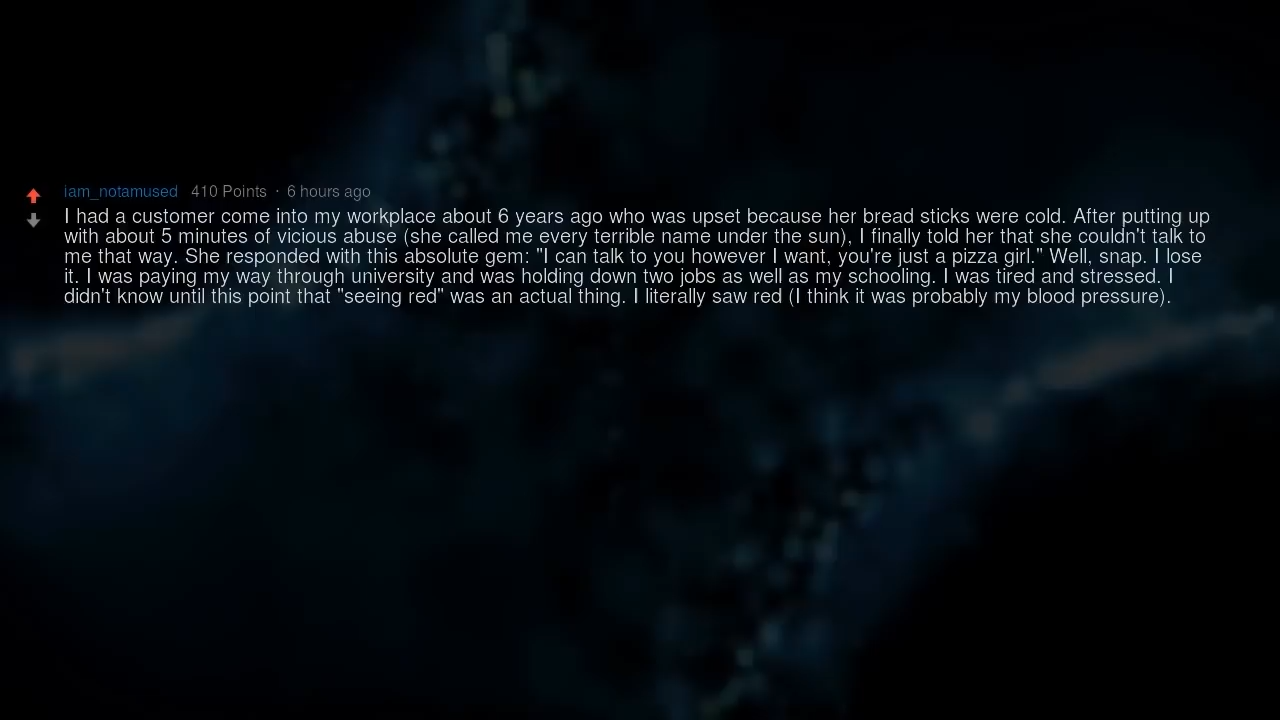 iam_notamused 410 Points · 6 hours ago
I had a customer come into my workplace about 6 years ago who was upset because her bread sticks were cold. After putting up
with about 5 minutes of vicious abuse (she called me every terrible name under the sun), I finally told her that she couldn't talk to
me that way. She responded with this absolute gem: "I can talk to you however I want, you're just a pizza girl." Well, snap. I lose
it. I was paying my way through university and was holding down two jobs as well as my schooling. I was tired and stressed. I
didn't know until this point that "seeing red" was an actual thing. I literally saw red (I think it was probably my blood pressure).